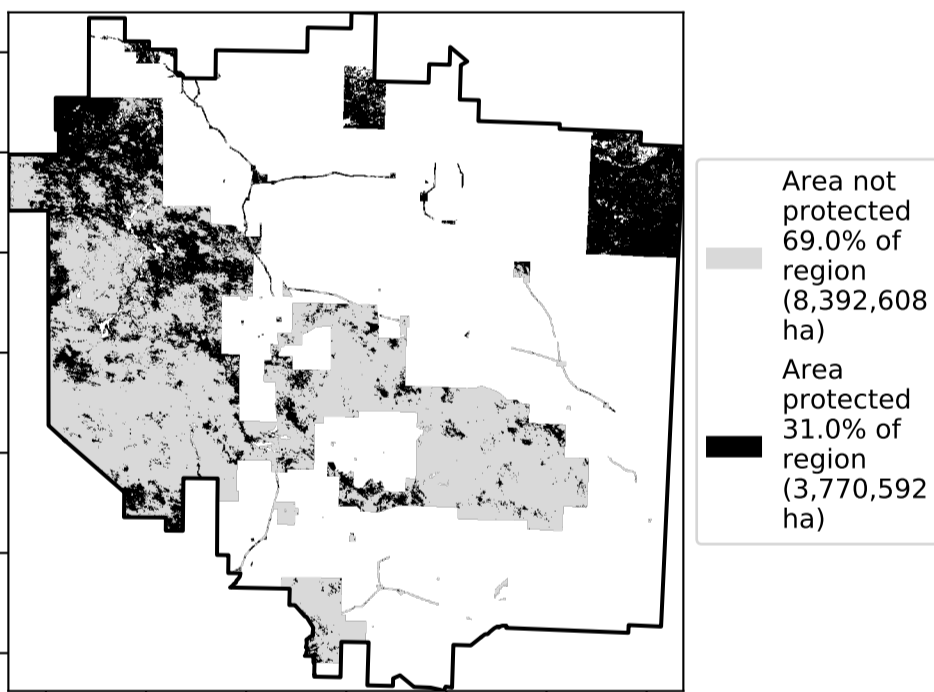 Area not
protected
69.0% of
region
(8,392,608
ha)
Area
protected
31.0% of
region
(3,770,592
ha)